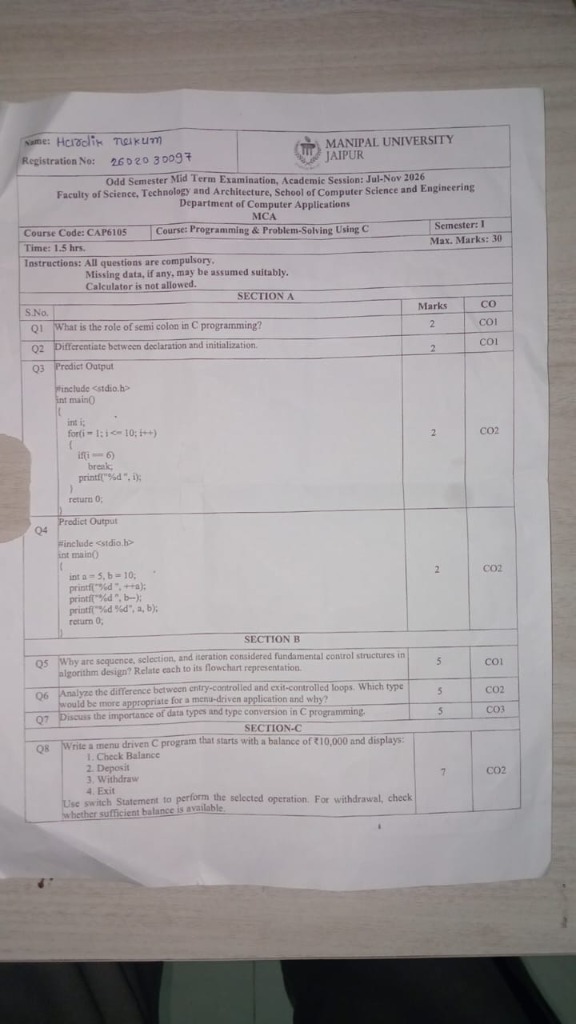 Name: Hardik Neikum
Registration No: 2602030097
MANIPAL UNIVERSITY
JAIPUR
Odd Semester Mid Term Examination, Academic Session: Jul-Nov 2026
Faculty of Science, Technology and Architecture, School of Computer Science and Engineering
Department of Computer Applications
MCA
Course Code: CAP6105 Course: Programming & Problem-Solving Using C Semester: I
Time: 1.5 hrs. Max. Marks: 30
Instructions: All questions are compulsory.
Missing data, if any, may be assumed suitably.
Calculator is not allowed.
SECTION A
S.No. Marks CO
Q1 What is the role of semi colon in C programming? 2 CO1
Q2 Differentiate between declaration and initialization. 2 CO1
Q3 Predict Output
#include <stdio.h>
int main()
{
int i;
for(i = 1; i <= 10; i++)
{
if(i == 6)
break;
printf("%d ", i);
}
return 0;
}
2 CO2
Q4 Predict Output
#include <stdio.h>
int main()
{
int a = 5, b = 10;
printf("%d ", ++a);
printf("%d ", b--);
printf("%d %d", a, b);
return 0;
}
2 CO2
SECTION B
Q5 Why are sequence, selection, and iteration considered fundamental control structures in
algorithm design? Relate each to its flowchart representation. 5 CO1
Q6 Analyze the difference between entry-controlled and exit-controlled loops. Which type
would be more appropriate for a menu-driven application and why? 5 CO2
Q7 Discuss the importance of data types and type conversion in C programming. 5 CO3
SECTION-C
Q8 Write a menu driven C program that starts with a balance of ₹10,000 and displays:
1. Check Balance
2. Deposit
3. Withdraw
4. Exit
Use switch Statement to perform the selected operation. For withdrawal, check
whether sufficient balance is available.
7 CO2